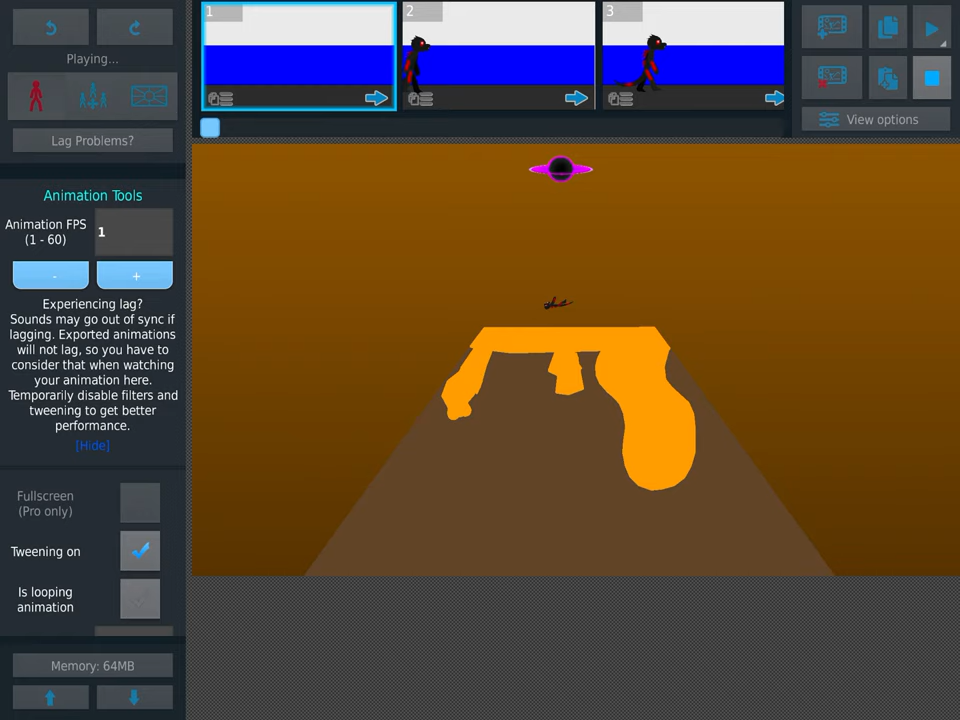 1
2
3
Playing...
Lag Problems?
View options
Animation Tools
Animation FPS
(1 - 60)
1
-
+
Experiencing lag?
Sounds may go out of sync if
lagging. Exported animations
will not lag, so you have to
consider that when watching
your animation here.
Temporarily disable filters and
tweening to get better
performance.
[Hide]
Fullscreen
(Pro only)
Tweening on
Is looping
animation
Memory: 64MB